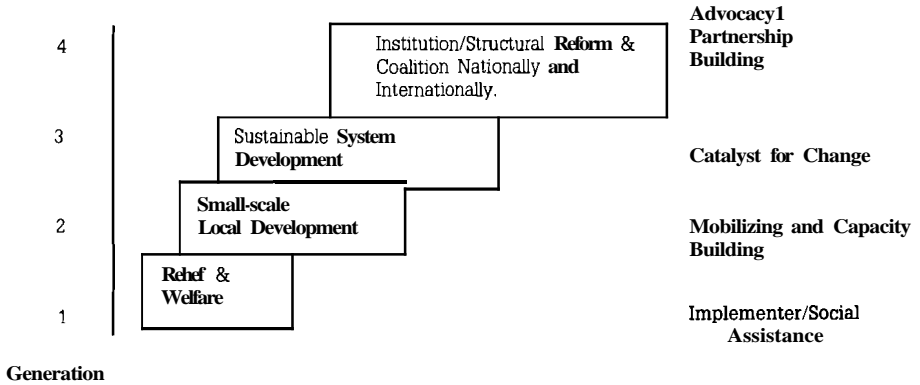 4
Institution/Structural Reform &
Coalition Nationally and
Internationally.
Advocacy1
Partnership
Building
3
Sustainable System
Development
Catalyst for Change
2
Small-scale
Local Development
Mobilizing and Capacity
Building
1
Rehef &
Welfare
Implementer/Social
Assistance
Generation